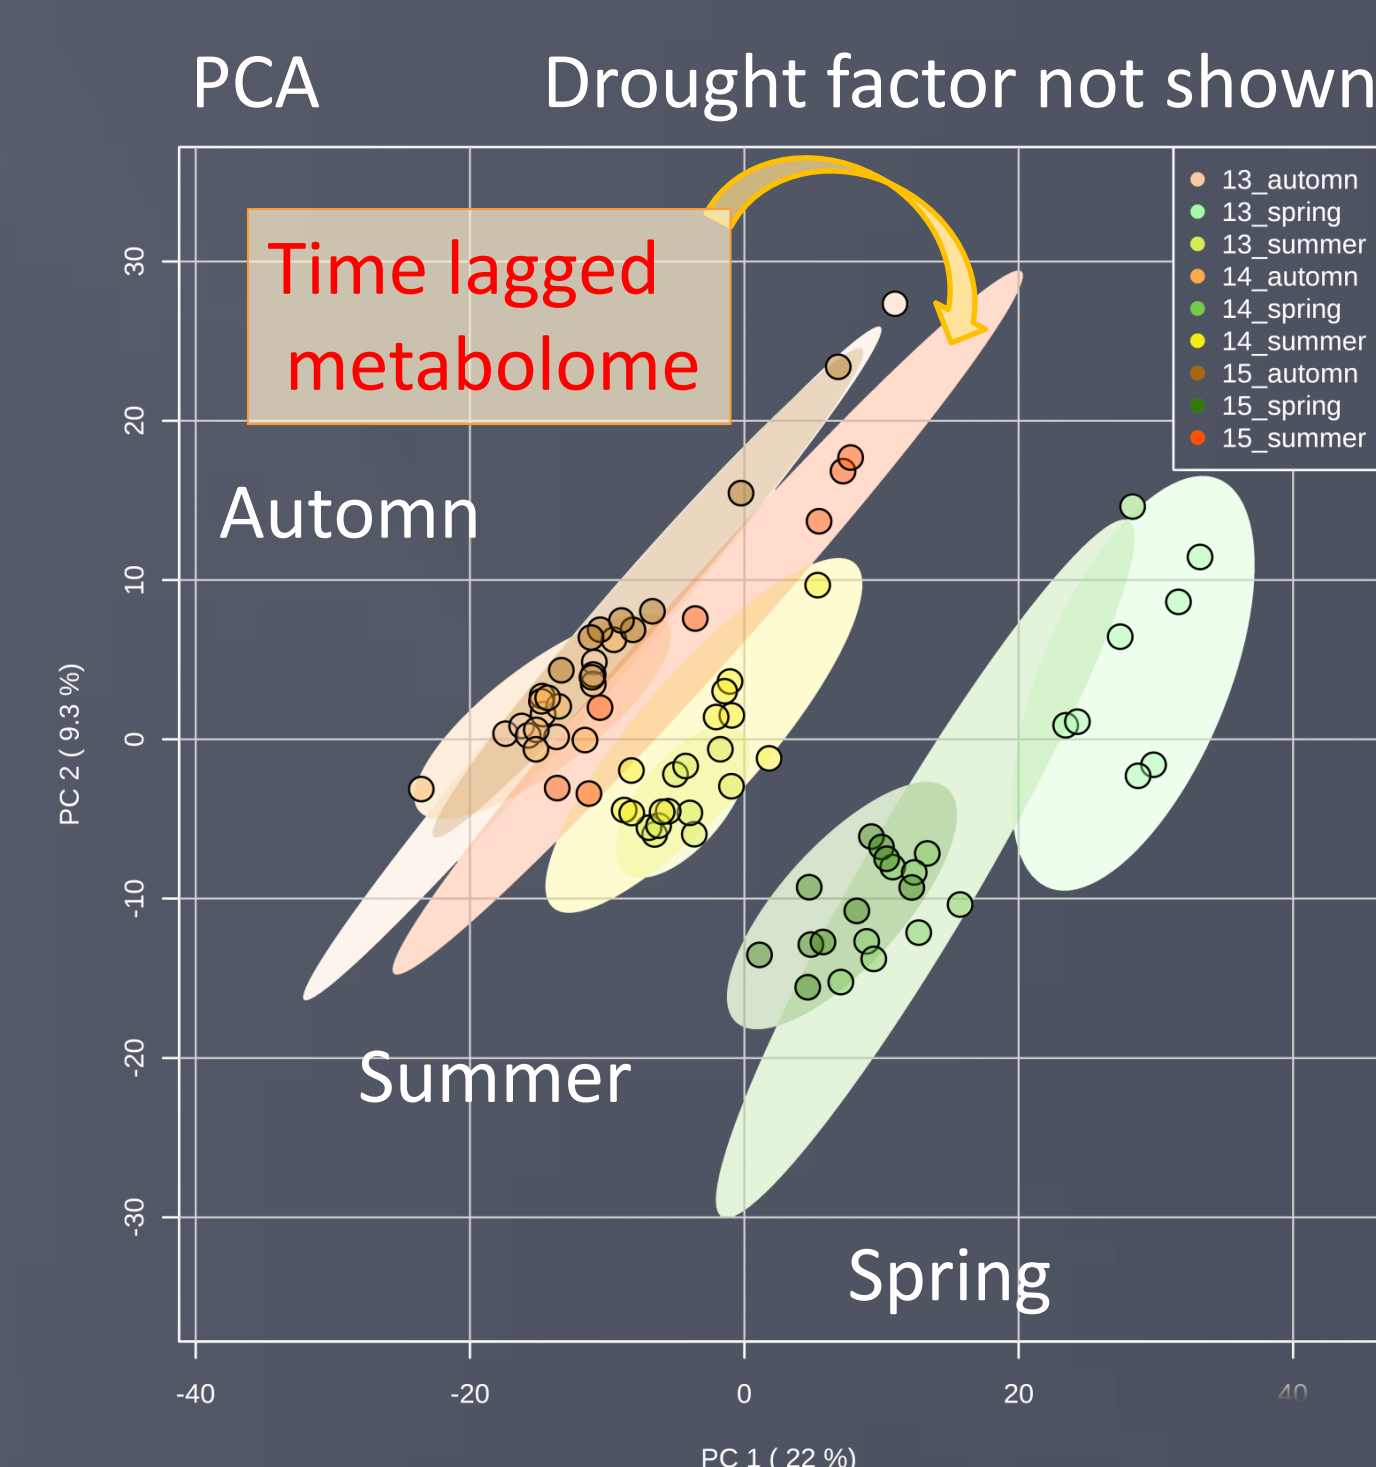 PCA
Drought factor not shown
Time lagged
metabolome
13_automn
13_spring
13_summer
14_automn
14_spring
14_summer
15_automn
15_spring
15_summer
Automn
Summer
Spring
30
20
10
0
-10
-20
-30
PC 2 ( 9.3 %)
-40
-20
0
20
40
PC 1 ( 22 %)